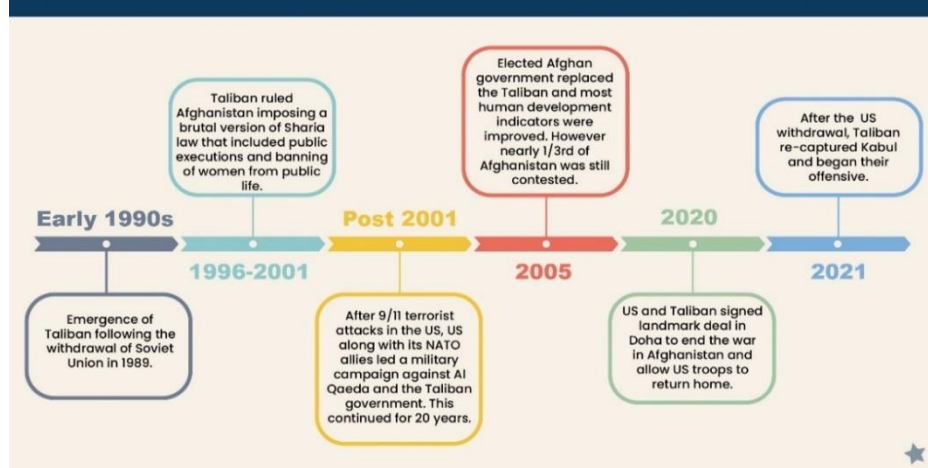 Early 1990s
Emergence of
Taliban following the
withdrawal of Soviet
Union in 1989.
Taliban ruled
Afghanistan imposing a
brutal version of Sharia
law that included public
executions and banning
of women from public
life.
1996-2001
Post 2001
After 9/11 terrorist
attacks in the US, US
along with its NATO
allies led a military
campaign against Al
Qaeda and the Taliban
government. This
continued for 20 years.
Elected Afghan
government replaced
the Taliban and most
human development
indicators were
improved. However
nearly 1/3rd of
Afghanistan was still
contested.
2005
2020
US and Taliban signed
landmark deal in
Doha to end the war
in Afghanistan and
allow US troops to
return home.
After the US
withdrawal, Taliban
re-captured Kabul
and began their
offensive.
2021